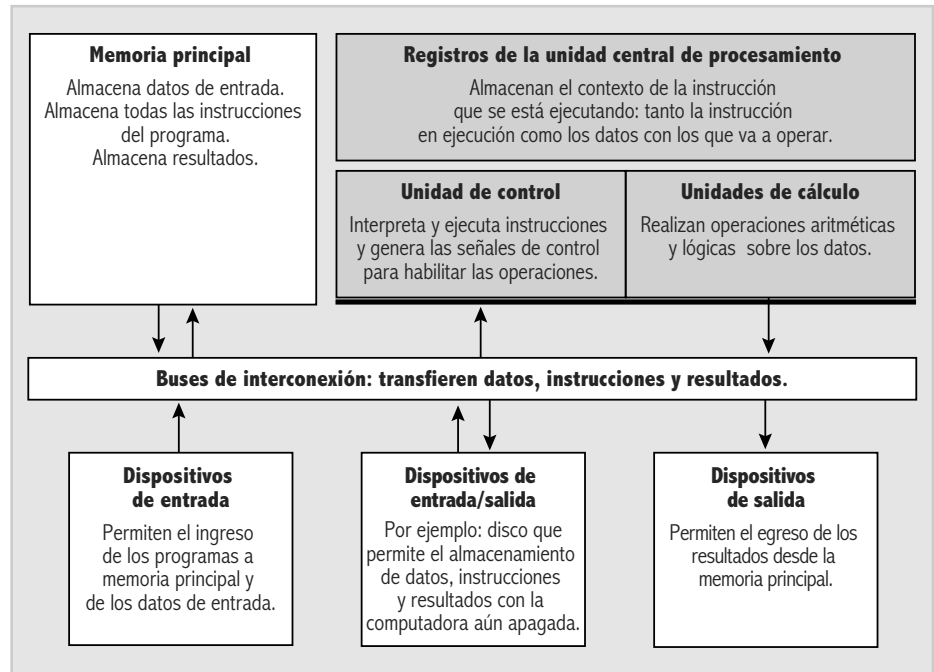 Memoria principal
Almacena datos de entrada.
Almacena todas las instrucciones
del programa.
Almacena resultados.
Registros de la unidad central de procesamiento
Almacenan el contexto de la instrucción
que se está ejecutando: tanto la instrucción
en ejecución como los datos con los que va a operar.
Unidad de control
Interpreta y ejecuta instrucciones
y genera las señales de control
para habilitar las operaciones.
Unidades de cálculo
Realizan operaciones aritméticas
y lógicas sobre los datos.
Buses de interconexión: transfieren datos, instrucciones y resultados.
Dispositivos
de entrada
Permiten el ingreso
de los programas a
memoria principal y
de los datos de entrada.
Dispositivos de
entrada/salida
Por ejemplo: disco que
permite el almacenamiento
de datos, instrucciones
y resultados con la
computadora aún apagada.
Dispositivos
de salida
Permiten el egreso de los
resultados desde la
memoria principal.